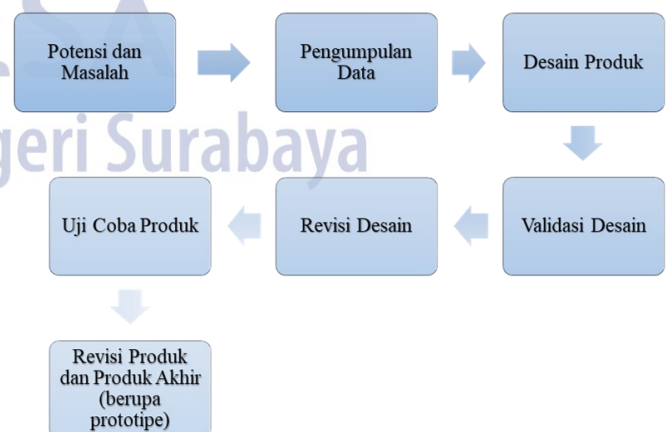 Potensi dan
Masalah
Pengumpulan
Data
Desain Produk
geri Surabaya
Uji Coba Produk
Revisi Desain
Validasi Desain
Revisi Produk
dan Produk Akhir
(berupa
prototipe)